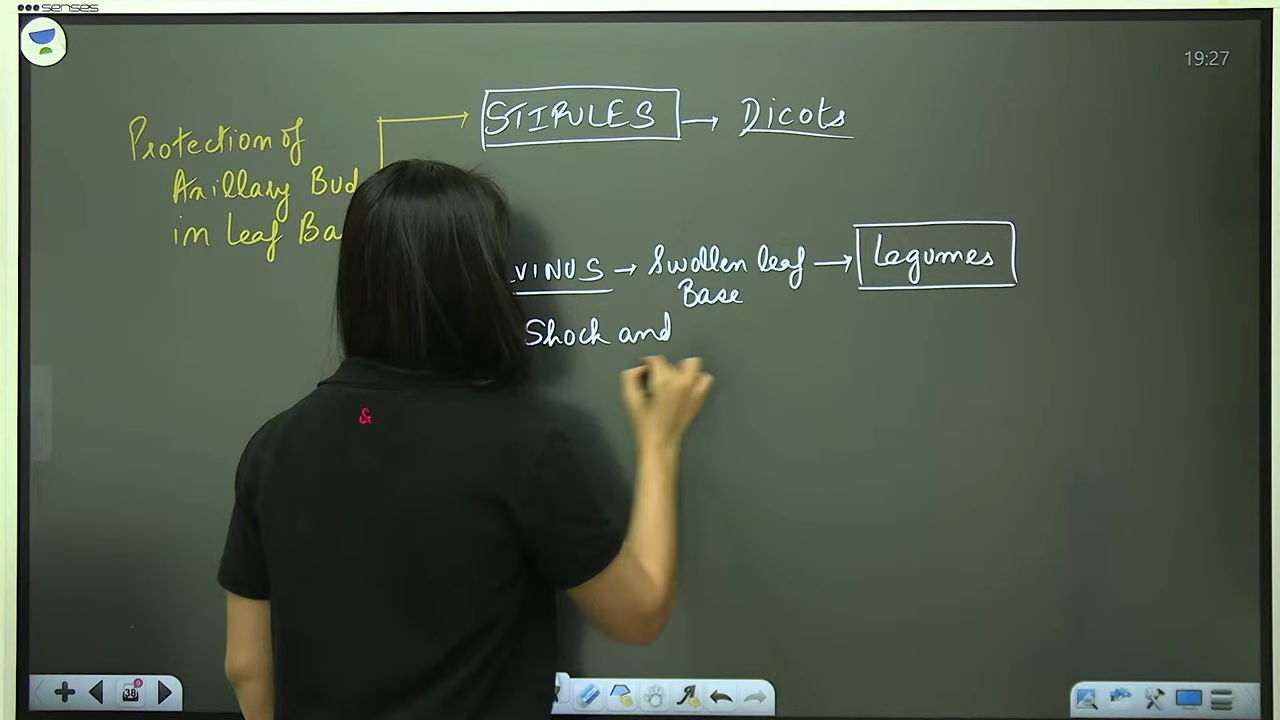 senses
19:27
STIPULES → Dicots
Protection of
Axillary Bud
in Leaf Ba
VINUS → Swollen leaf → Legumes
Base
Shock and
&
38